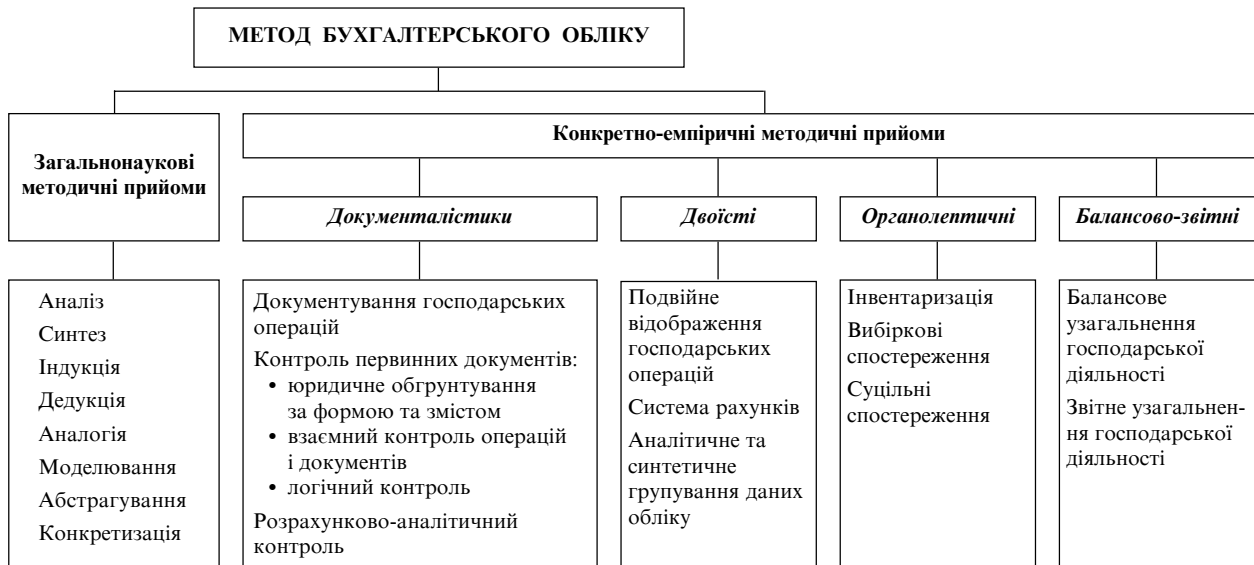 МЕТОД БУХГАЛТЕРСЬКОГО ОБЛІКУ
Загальнонаукові
методичні прийоми
Конкретно-емпіричні методичні прийоми
Документалістики
Двоїсті
Органолептичні
Балансово-звітні
Аналіз
Синтез
Індукція
Дедукція
Аналогія
Моделювання
Абстрагування
Конкретизація
Документування господарських
операцій
Контроль первинних документів:
• юридичне обгрунтування
за формою та змістом
• взаємний контроль операцій
і документів
• логічний контроль
Розрахунково-аналітичний
контроль
Подвійне
відображення
господарських
операцій
Система рахунків
Аналітичне та
синтетичне
групування даних
обліку
Інвентаризація
Вибіркові
спостереження
Суцільні
спостереження
Балансове
узагальнення
господарської
діяльності
Звітне узагальнен-
ня господарської
діяльності